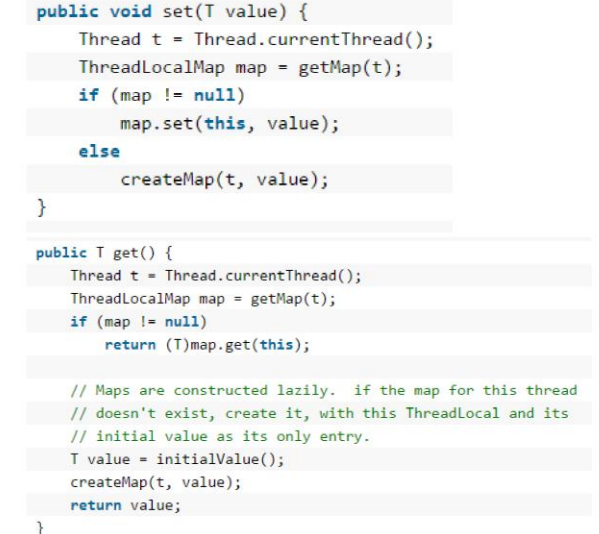 public void set(T value) {
    Thread t = Thread.currentThread();
    ThreadLocalMap map = getMap(t);
    if (map != null)
        map.set(this, value);
    else
        createMap(t, value);
}
public T get() {
    Thread t = Thread.currentThread();
    ThreadLocalMap map = getMap(t);
    if (map != null)
        return (T)map.get(this);
    // Maps are constructed lazily.  if the map for this thread
    // doesn't exist, create it, with this ThreadLocal and its
    // initial value as its only entry.
    T value = initialValue();
    createMap(t, value);
    return value;
}